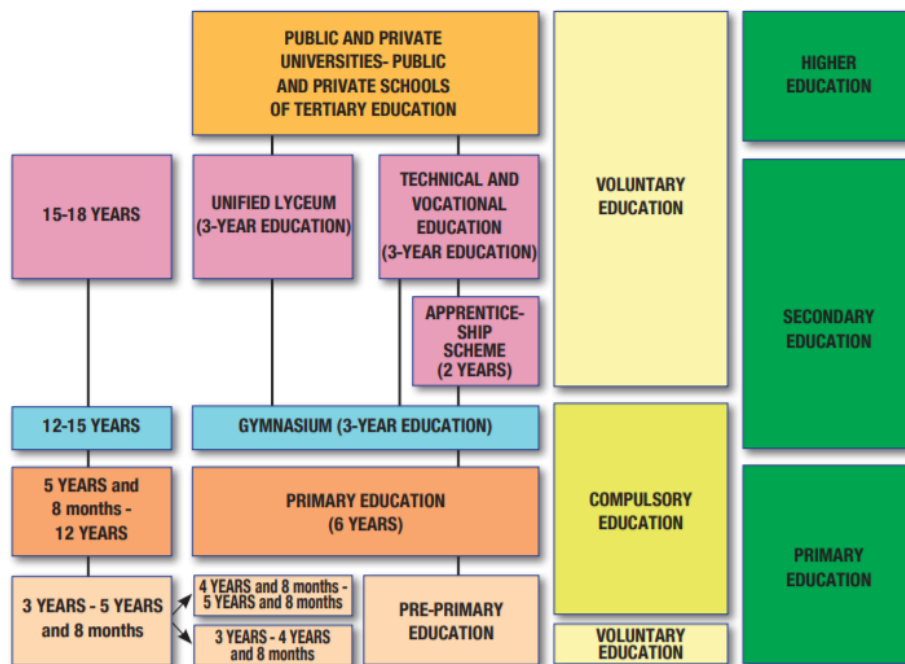 PUBLIC AND PRIVATE
UNIVERSITIES- PUBLIC
AND PRIVATE SCHOOLS
OF TERTIARY EDUCATION
HIGHER
EDUCATION
15-18 YEARS
UNIFIED LYCEUM
(3-YEAR EDUCATION)
TECHNICAL AND
VOCATIONAL
EDUCATION
(3-YEAR EDUCATION)
VOLUNTARY
EDUCATION
APPRENTICE-
SHIP
SCHEME
(2 YEARS)
SECONDARY
EDUCATION
12-15 YEARS
GYMNASIUM (3-YEAR EDUCATION)
5 YEARS and
8 months -
12 YEARS
PRIMARY EDUCATION
(6 YEARS)
COMPULSORY
EDUCATION
PRIMARY
EDUCATION
3 YEARS - 5 YEARS
and 8 months
4 YEARS and 8 months -
5 YEARS and 8 months
3 YEARS - 4 YEARS
and 8 months
PRE-PRIMARY
EDUCATION
VOLUNTARY
EDUCATION